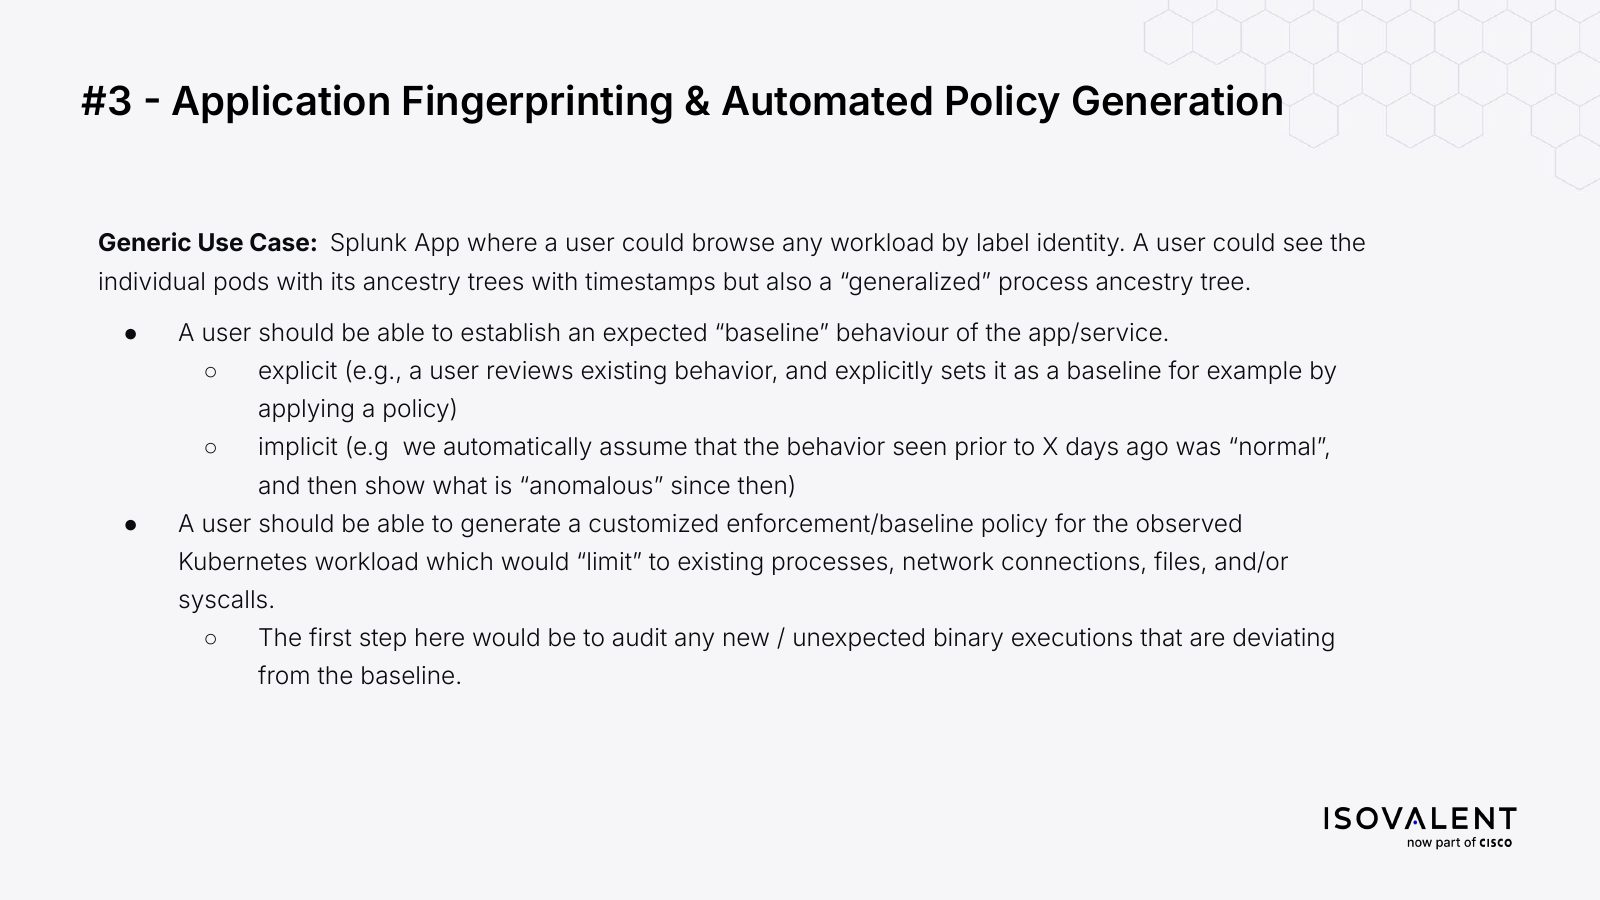 #3 - Application Fingerprinting & Automated Policy Generation
Generic Use Case:  Splunk App where a user could browse any workload by label identity. A user could see the
individual pods with its ancestry trees with timestamps but also a “generalized” process ancestry tree.
● A user should be able to establish an expected “baseline” behaviour of the app/service.
○ explicit (e.g., a user reviews existing behavior, and explicitly sets it as a baseline for example by
applying a policy)
○ implicit (e.g  we automatically assume that the behavior seen prior to X days ago was “normal”,
and then show what is “anomalous” since then)
● A user should be able to generate a customized enforcement/baseline policy for the observed
Kubernetes workload which would “limit” to existing processes, network connections, files, and/or
syscalls.
○ The first step here would be to audit any new / unexpected binary executions that are deviating
from the baseline.
ISOVALENT
now part of CISCO